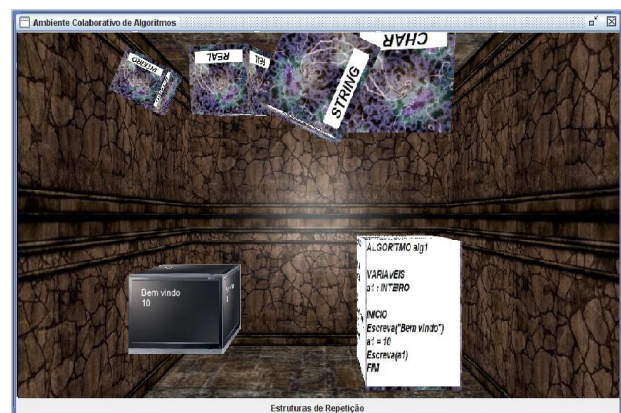 Ambiente Colaborativo de Algoritmos
INTEIRO
REAL
STRING
CHAR
Bem vindo
10
ALGORITMO alg1
VARIAVEIS
a1 : INTEIRO
INICIO
Escreva("Bem vindo")
a1 = 10
Escreva(a1)
FIM
Estruturas de Repetição